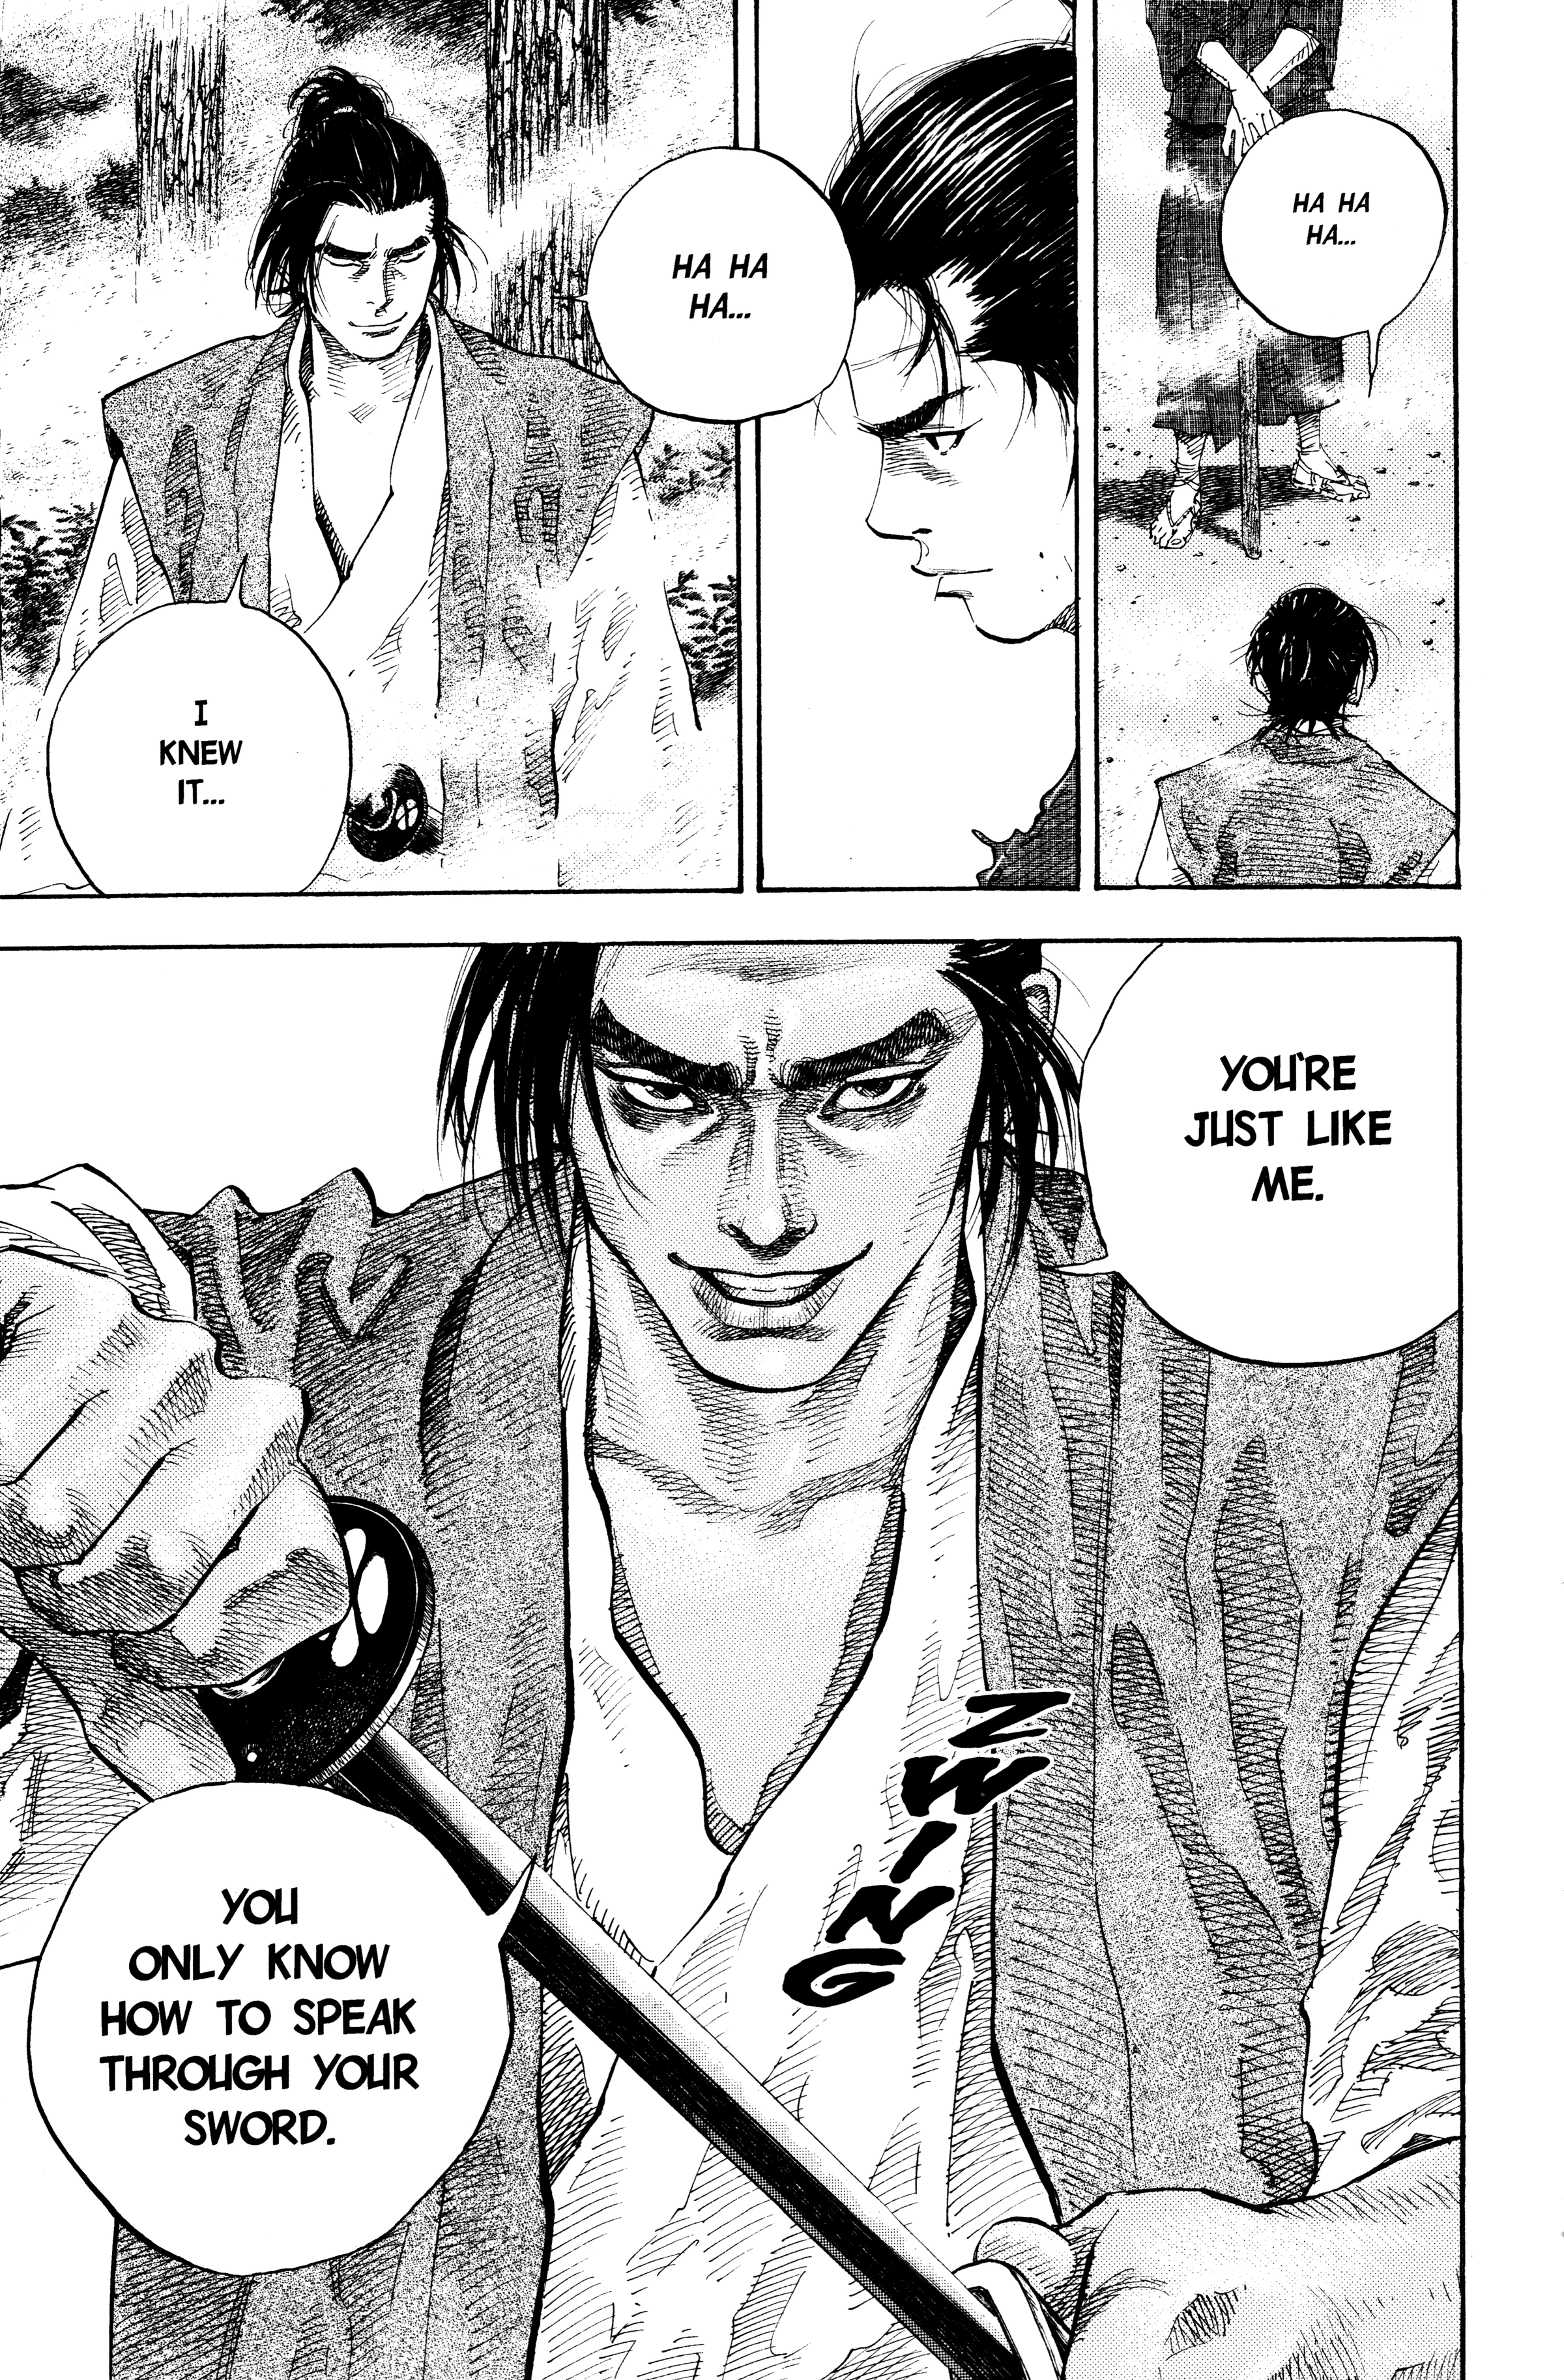 HA HA
HA...
HA HA
HA...
I
KNEW
IT...
YOU'RE
JUST LIKE
ME.
ZWING
YOU
ONLY KNOW
HOW TO SPEAK
THROUGH YOUR
SWORD.